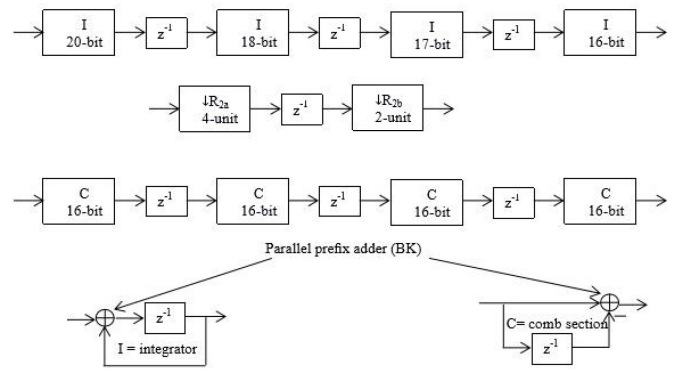 I z⁻¹ I z⁻¹ I z⁻¹ I
20-bit 18-bit 17-bit 16-bit
↓R₂ₐ z⁻¹ ↓R₂b
4-unit 2-unit
C z⁻¹ C z⁻¹ C z⁻¹ C
16-bit 16-bit 16-bit 16-bit
Parallel prefix adder (BK)
z⁻¹
I = integrator
C= comb section
z⁻¹